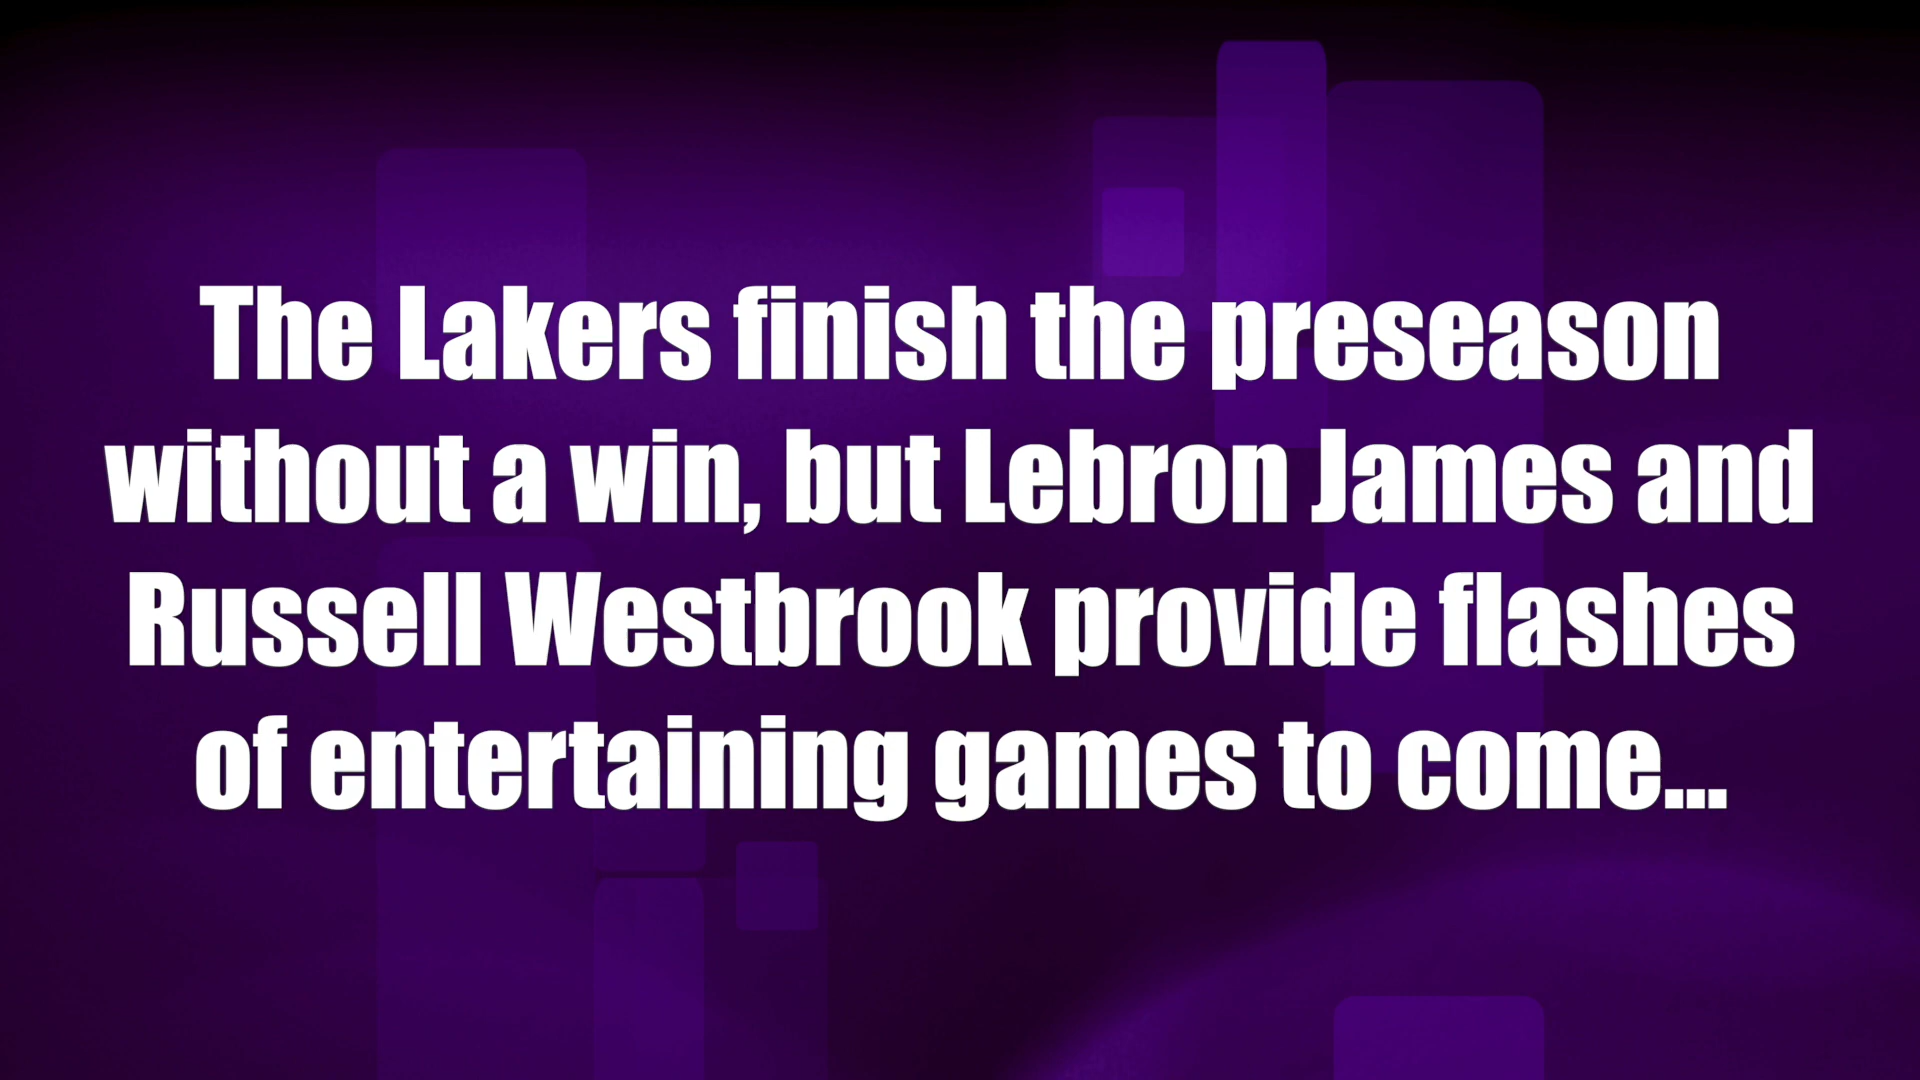 The Lakers finish the preseason
without a win, but Lebron James and
Russell Westbrook provide flashes
of entertaining games to come...